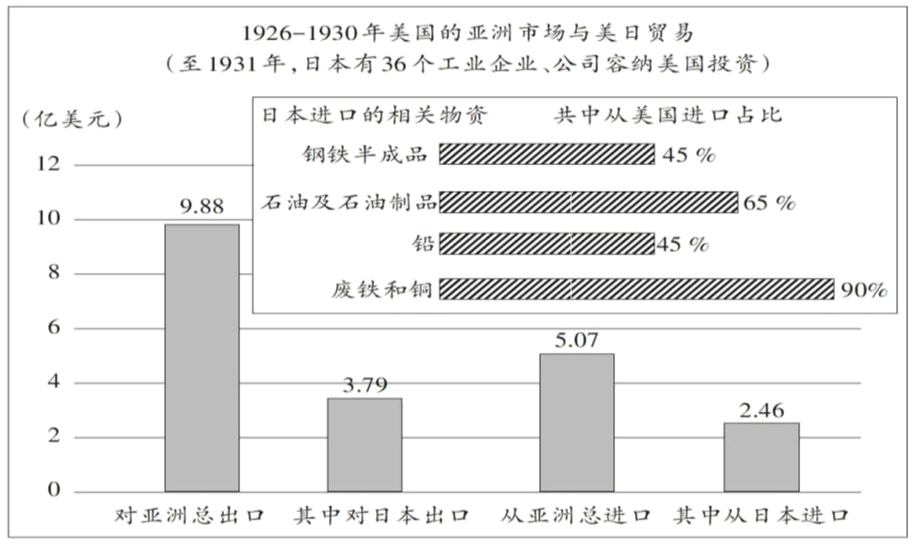 1926-1930年美国的亚洲市场与美日贸易
(至1931年,日本有36个工业企业、公司容纳美国投资)
(亿美元)
日本进口的相关物资 共中从美国进口占比
钢铁半成品 45 %
石油及石油制品 65 %
铅 45 %
废铁和铜 90%
12
10
8
6
4
2
0
9.88
3.79
5.07
2.46
对亚洲总出口 其中对日本出口 从亚洲总进口 其中从日本进口